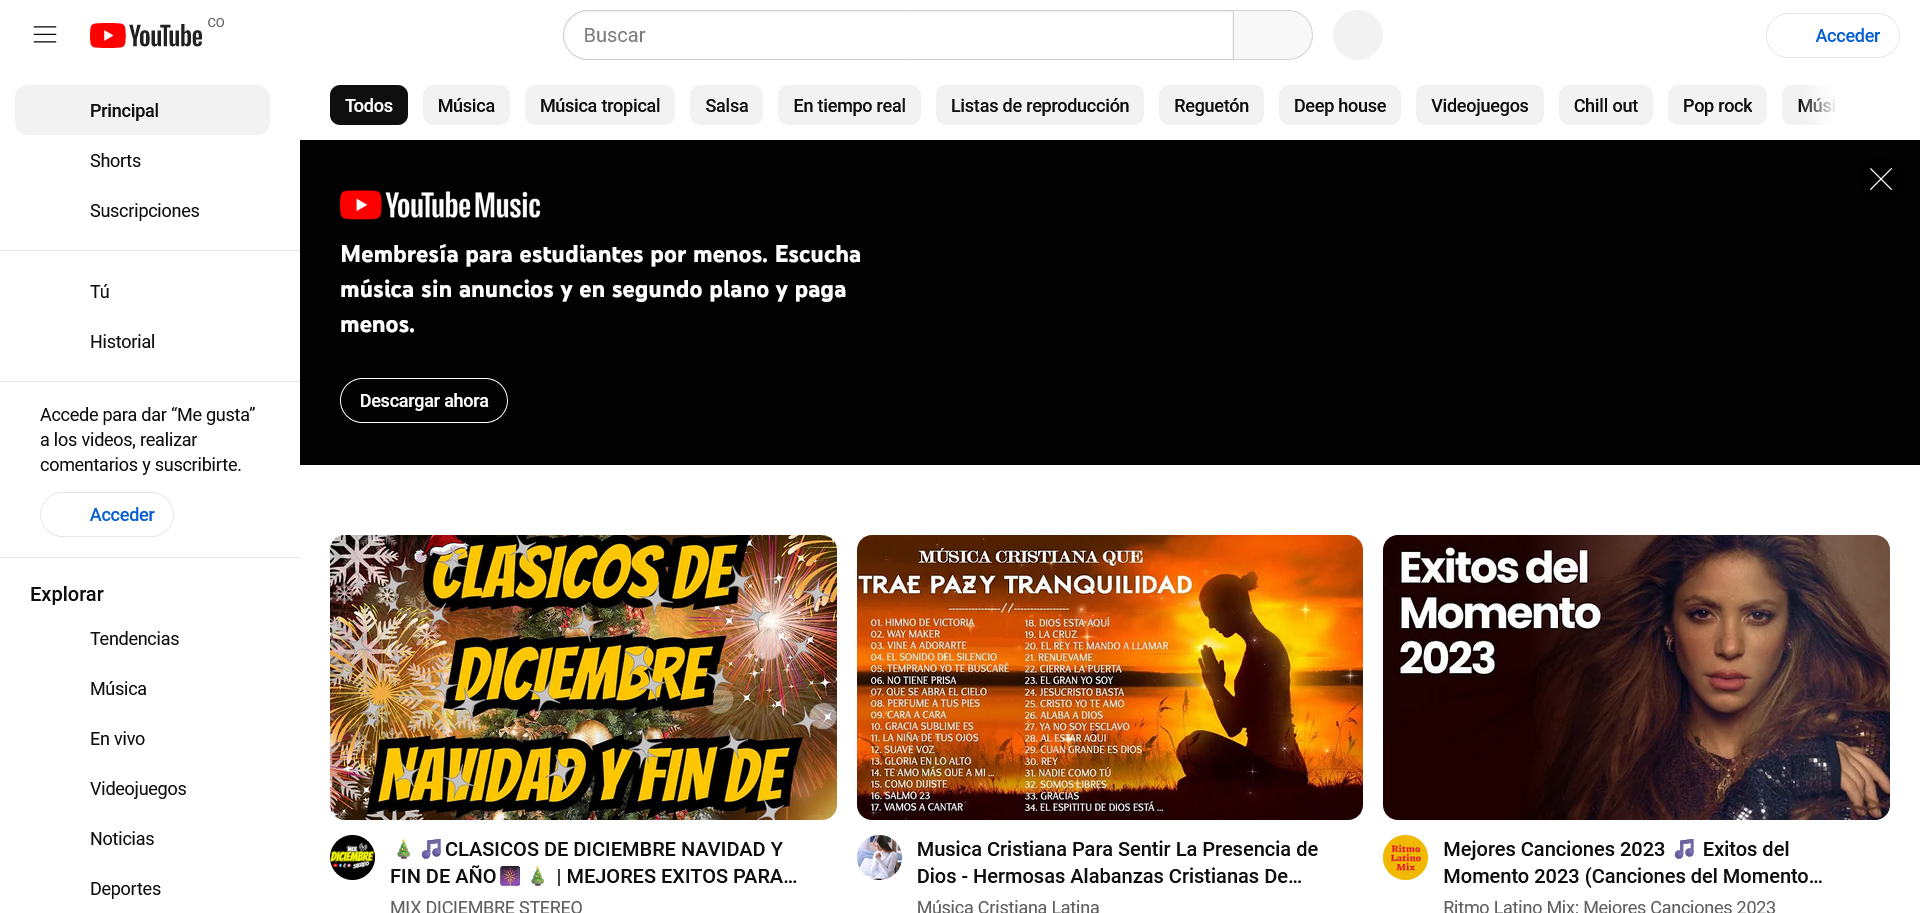 YouTube CO
Buscar
Acceder
Principal
Shorts
Suscripciones
Tú
Historial
Accede para dar “Me gusta”
a los videos, realizar
comentarios y suscribirte.
Acceder
Explorar
Tendencias
Música
En vivo
Videojuegos
Noticias
Deportes
Todos
Música
Música tropical
Salsa
En tiempo real
Listas de reproducción
Reguetón
Deep house
Videojuegos
Chill out
Pop rock
Músi
YouTube Music
Membresía para estudiantes por menos. Escucha
música sin anuncios y en segundo plano y paga
menos.
Descargar ahora
CLASICOS DE
DICIEMBRE
NAVIDAD Y FIN DE
MIX
DICIEMBRE
STEREO
🎄 🎵CLASICOS DE DICIEMBRE NAVIDAD Y
FIN DE AÑO🎆 🎄 | MEJORES EXITOS PARA...
MIX DICIEMBRE STEREO
MÚSICA CRISTIANA QUE
TRAE PAZ Y TRANQUILIDAD
----------------//-----------------
01. HIMNO DE VICTORIA
02. WAY MAKER
03. VINE A ADORARTE
04. EL SONIDO DEL SILENCIO
05. TEMPRANO YO TE BUSCARÉ
06. NO TIENE PRISA
07. QUE SE ABRA EL CIELO
08. PERFUME A TUS PIES
09. CARA A CARA
10. GRACIA SUBLIME ES
11. LA NIÑA DE TUS OJOS
12. SUAVE VOZ
13. GLORIA EN LO ALTO
14. TE AMO MÁS QUE A MI ...
15. COMO DIJISTE
16. SALMO 23
17. VAMOS A CANTAR
18. DIOS ESTÁ AQUÍ
19. LA CRUZ
20. EL REY TE MANDO A LLAMAR
21. RENUEVAME
22. CIERRA LA PUERTA
23. EL GRAN YO SOY
24. JESUCRISTO BASTA
25. CRISTO YO TE AMO
26. ALABA A DIOS
27. YA NO SOY ESCLAVO
28. AL ESTAR AQUI
29. CUAN GRANDE ES DIOS
30. REY
31. NADIE COMO TÚ
32. SOMOS LIBRES
33. GRACIAS
34. EL ESPITITU DE DIOS ESTÁ ...
Musica Cristiana Para Sentir La Presencia de
Dios - Hermosas Alabanzas Cristianas De...
Música Cristiana Latina
Exitos del
Momento
2023
Ritmo
Latino
Mix
Mejores Canciones 2023 🎵 Exitos del
Momento 2023 (Canciones del Momento...
Ritmo Latino Mix: Mejores Canciones 2023